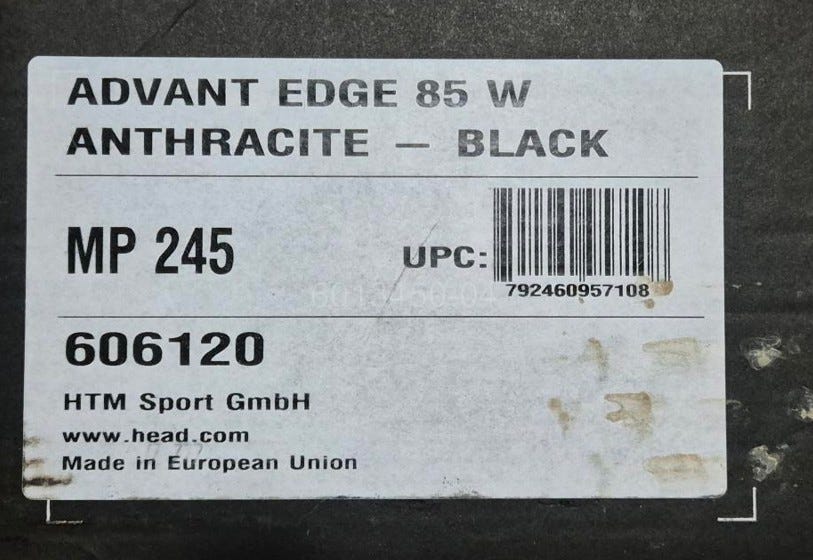 ADVANT EDGE 85 W
ANTHRACITE — BLACK
MP 245
UPC:
792460957108
606120
HTM Sport GmbH
www.head.com
Made in European Union